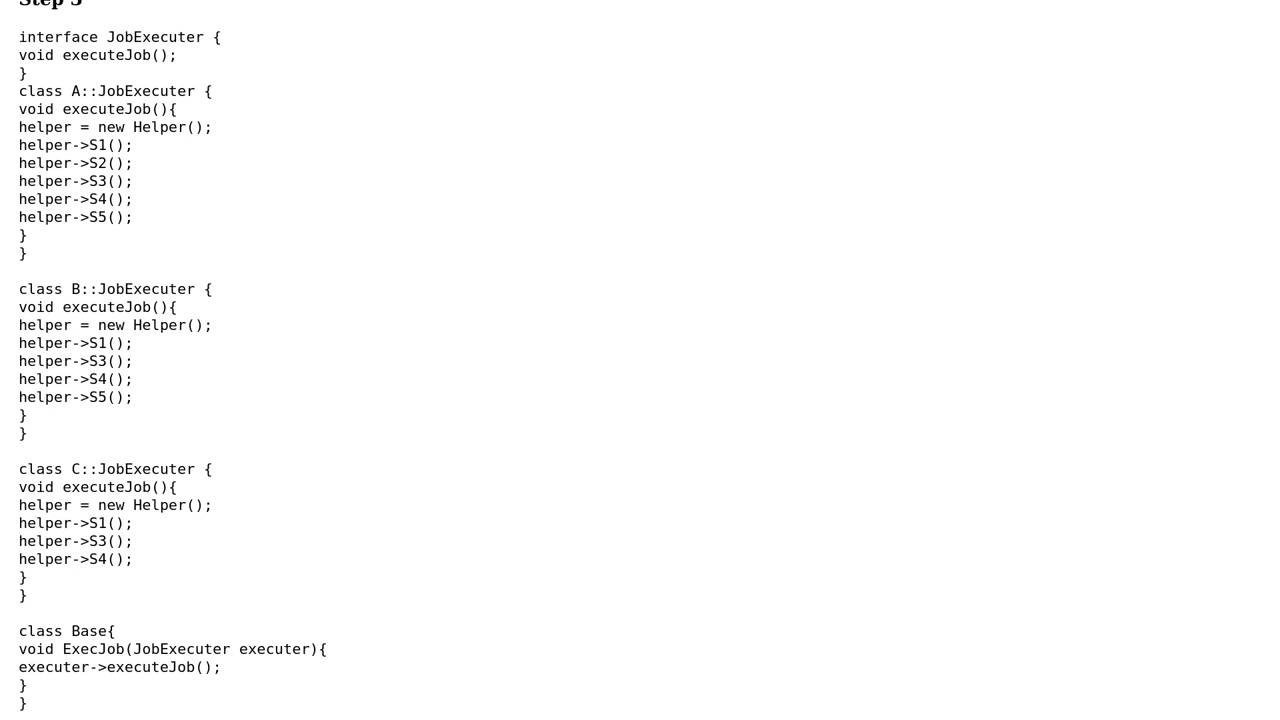 Step 3
interface JobExecuter {
void executeJob();
}
class A::JobExecuter {
void executeJob(){
helper = new Helper();
helper->S1();
helper->S2();
helper->S3();
helper->S4();
helper->S5();
}
}
class B::JobExecuter {
void executeJob(){
helper = new Helper();
helper->S1();
helper->S3();
helper->S4();
helper->S5();
}
}
class C::JobExecuter {
void executeJob(){
helper = new Helper();
helper->S1();
helper->S3();
helper->S4();
}
}
class Base{
void ExecJob(JobExecuter executer){
executer->executeJob();
}
}